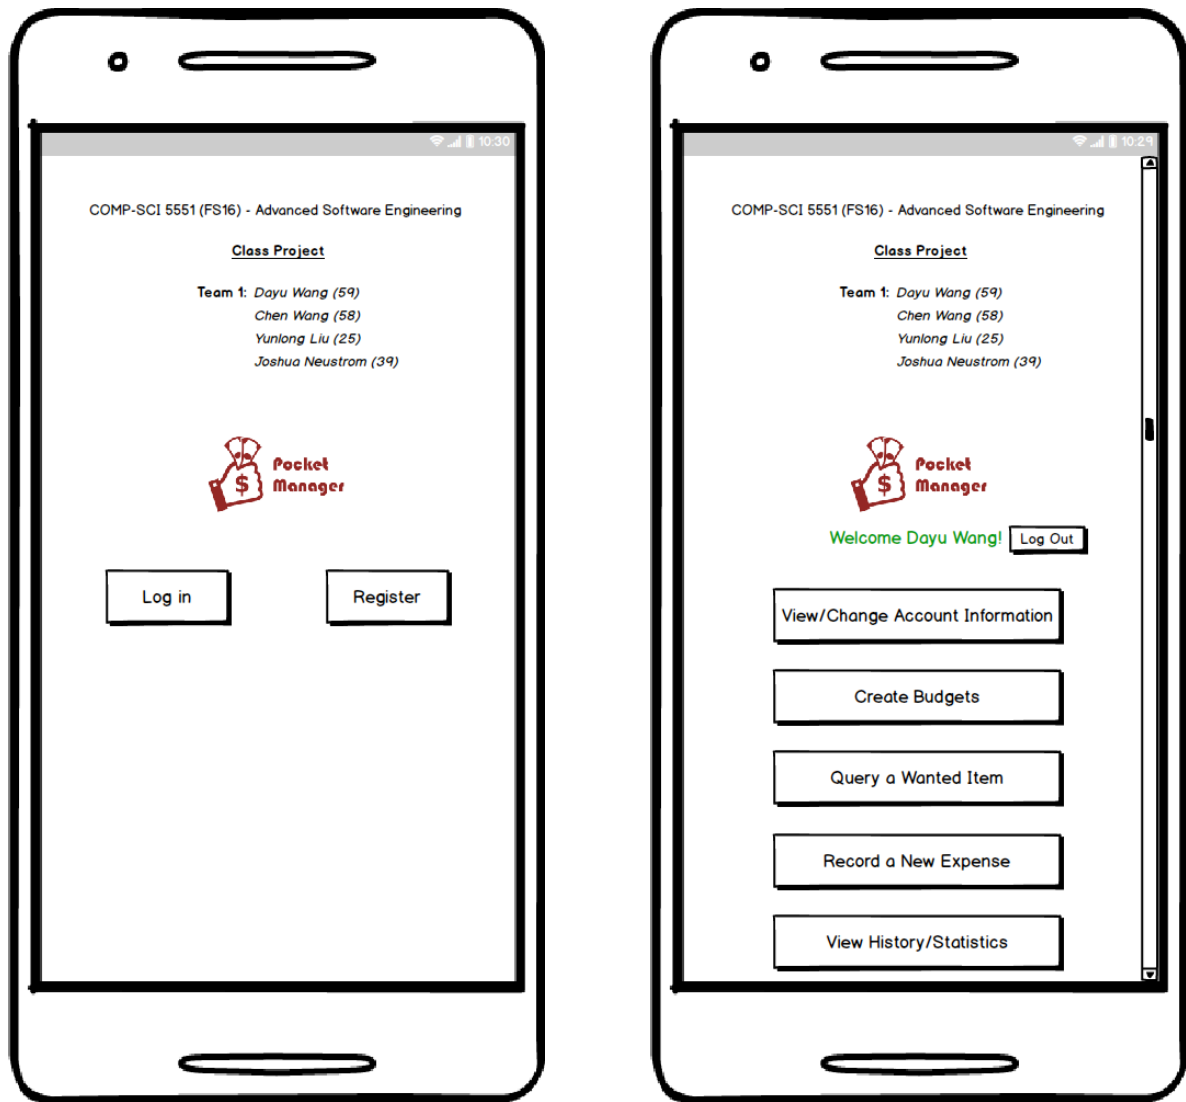 10:30
COMP-SCI 5551 (FS16) - Advanced Software Engineering
Class Project
Team 1: Dayu Wang (59)
Chen Wang (58)
Yunlong Liu (25)
Joshua Neustrom (39)
$
Pocket
Manager
Log in
Register
10:29
COMP-SCI 5551 (FS16) - Advanced Software Engineering
Class Project
Team 1: Dayu Wang (59)
Chen Wang (58)
Yunlong Liu (25)
Joshua Neustrom (39)
$
Pocket
Manager
Welcome Dayu Wang! Log Out
View/Change Account Information
Create Budgets
Query a Wanted Item
Record a New Expense
View History/Statistics